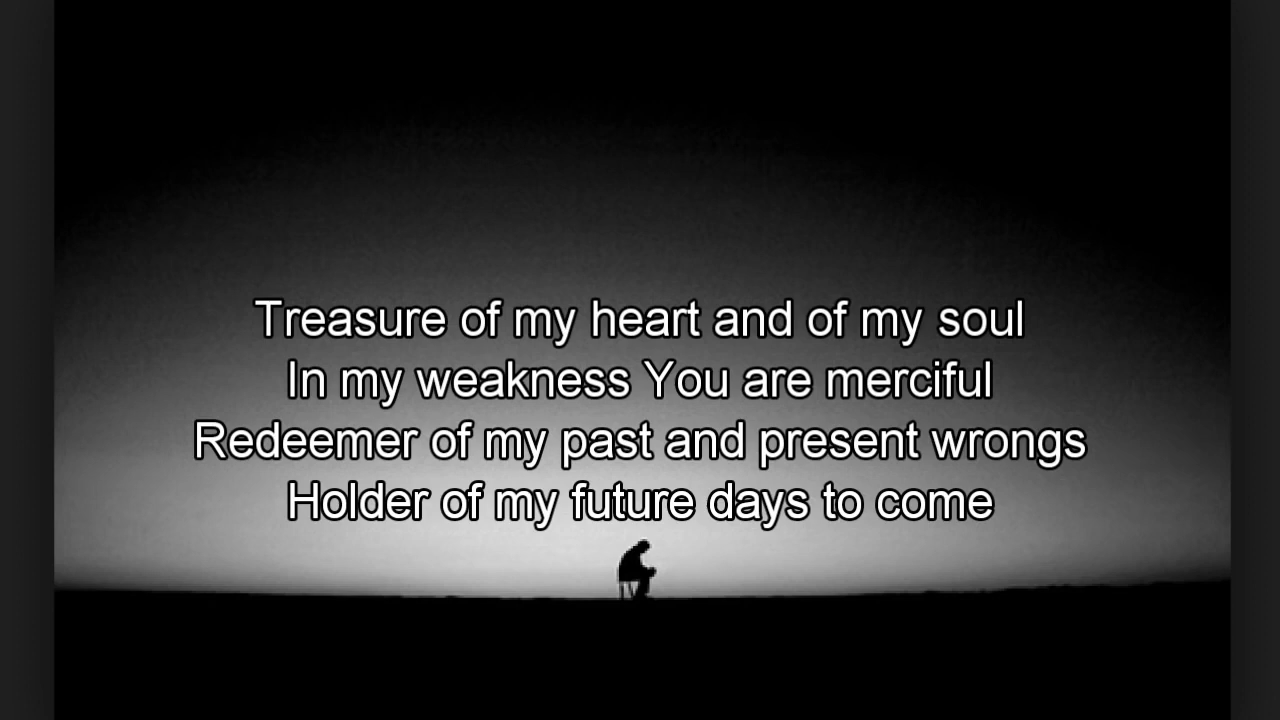 Treasure of my heart and of my soul
In my weakness You are merciful
Redeemer of my past and present wrongs
Holder of my future days to come